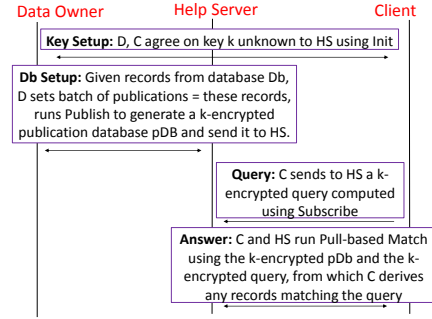 Data Owner Help Server Client
Key Setup: D, C agree on key k unknown to HS using Init
Db Setup: Given records from database Db,
D sets batch of publications = these records,
runs Publish to generate a k-encrypted
publication database pDB and send it to HS.
Query: C sends to HS a k-
encrypted query computed
using Subscribe
Answer: C and HS run Pull-based Match
using the k-encrypted pDb and the k-
encrypted query, from which C derives
any records matching the query